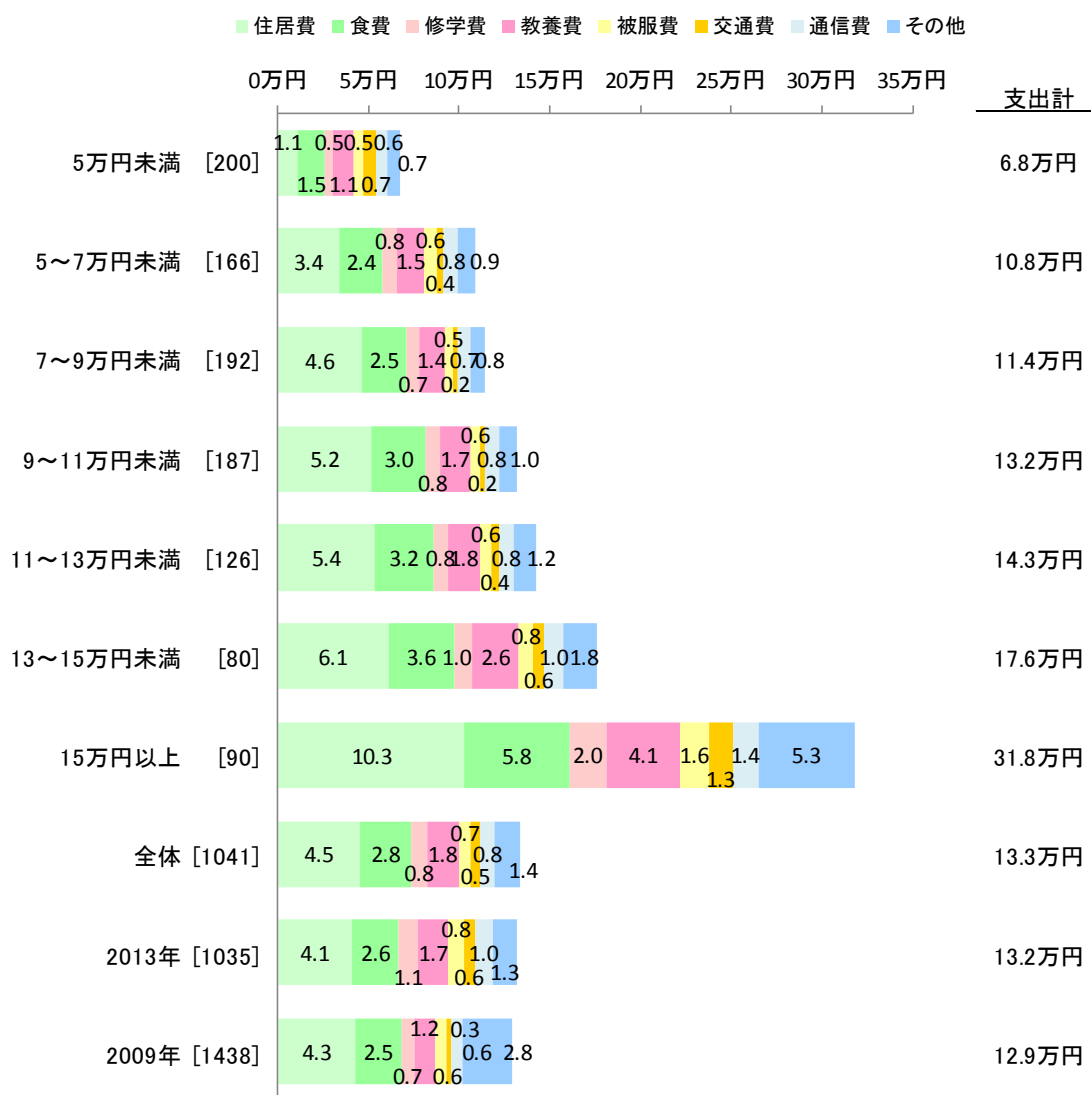 住居費 食費 修学費 教養費 被服費 交通費 通信費 その他
0万円 5万円 10万円 15万円 20万円 25万円 30万円 35万円
支出計
5万円未満 [200] 1.1 1.5 0.5 1.1 0.5 0.7 0.6 0.7 6.8万円
5～7万円未満 [166] 3.4 2.4 0.8 1.5 0.6 0.4 0.8 0.9 10.8万円
7～9万円未満 [192] 4.6 2.5 0.7 1.4 0.5 0.2 0.7 0.8 11.4万円
9～11万円未満 [187] 5.2 3.0 0.8 1.7 0.6 0.2 0.8 1.0 13.2万円
11～13万円未満 [126] 5.4 3.2 0.8 1.8 0.6 0.4 0.8 1.2 14.3万円
13～15万円未満 [80] 6.1 3.6 1.0 2.6 0.8 0.6 1.0 1.8 17.6万円
15万円以上 [90] 10.3 5.8 2.0 4.1 1.6 1.3 1.4 5.3 31.8万円
全体 [1041] 4.5 2.8 0.8 1.8 0.7 0.5 0.8 1.4 13.3万円
2013年 [1035] 4.1 2.6 1.1 1.7 0.8 0.6 1.0 1.3 13.2万円
2009年 [1438] 4.3 2.5 0.7 1.2 0.6 0.3 0.6 2.8 12.9万円